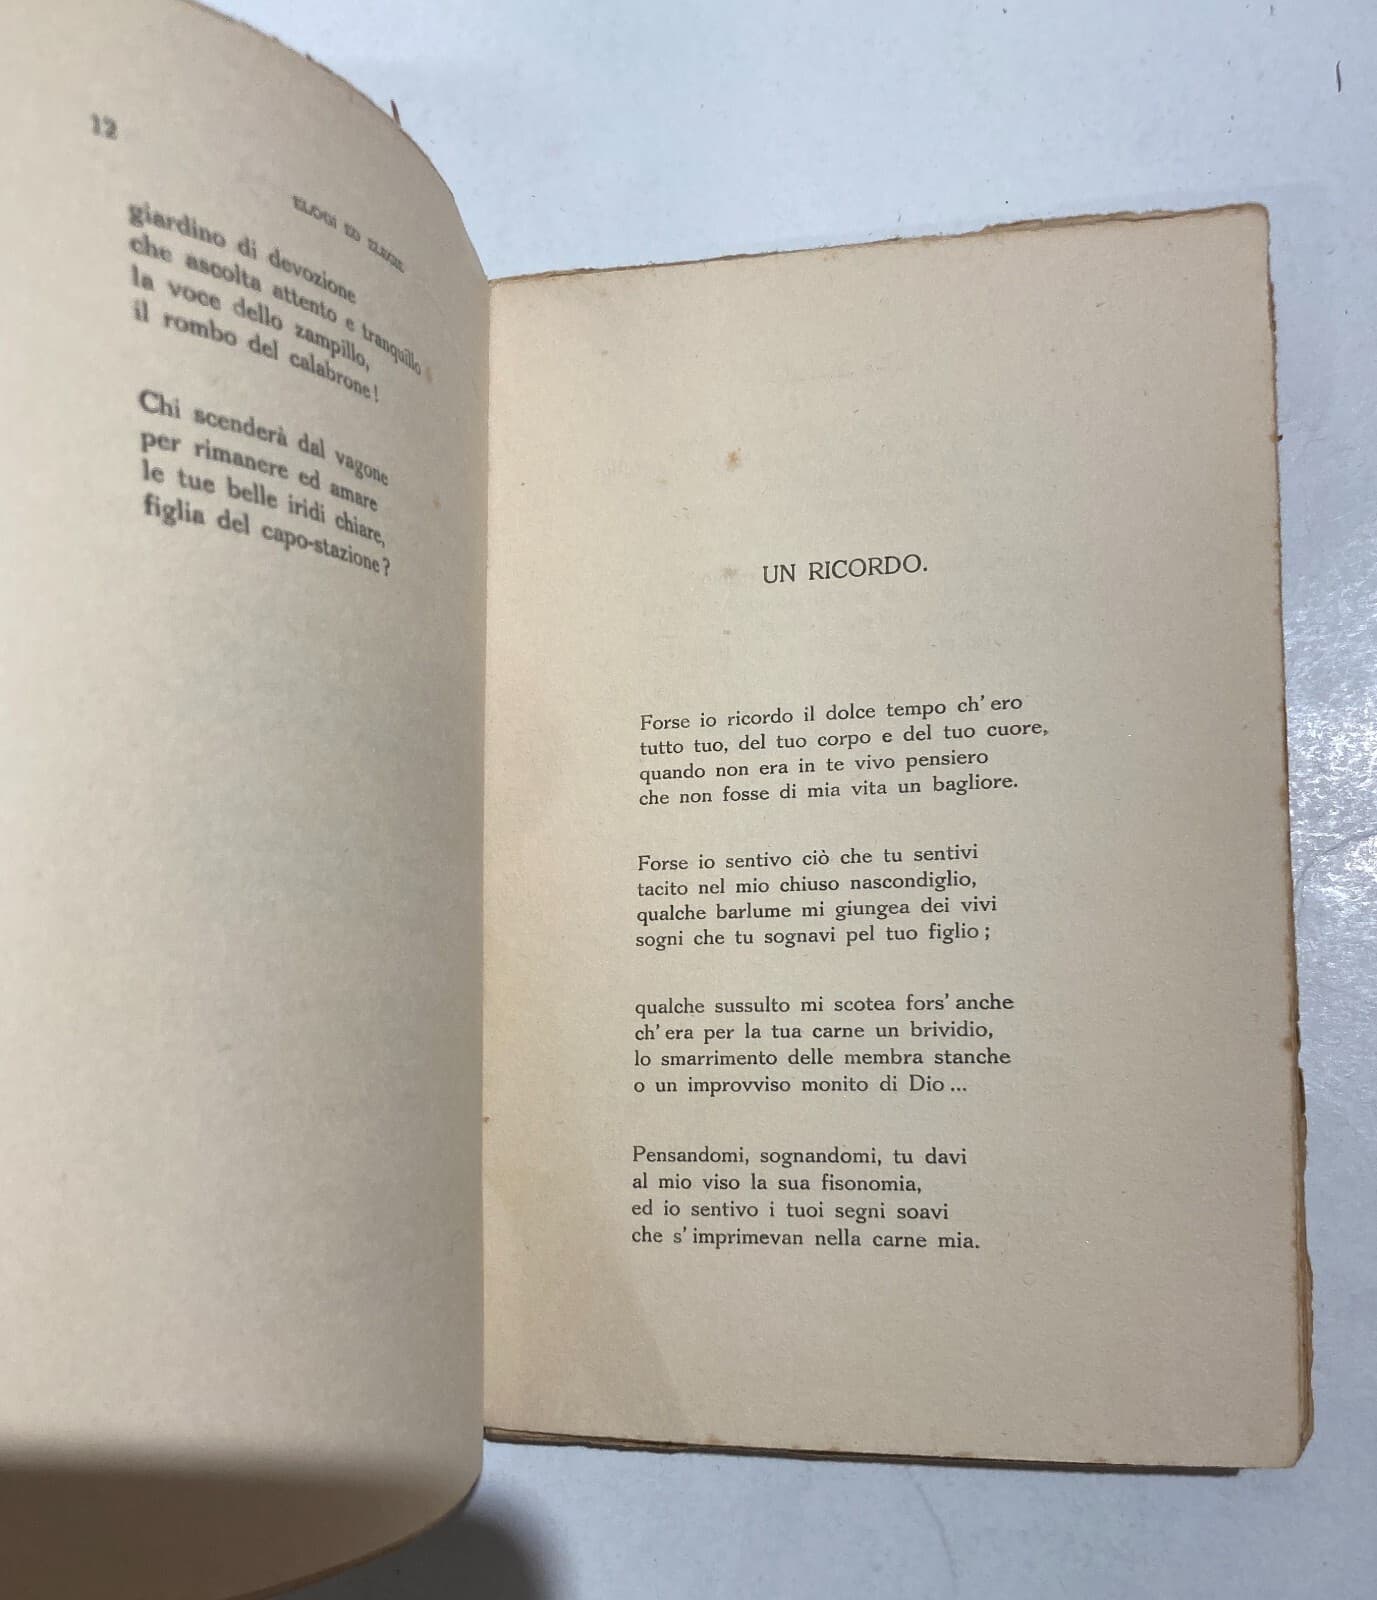 12
ELOGI ED ELEGIE
giardino di devozione
che ascolta attento e tranquillo
la voce dello zampillo,
il rombo del calabrone!
Chi scenderà dal vagone
per rimanere ed amare
le tue belle iridi chiare,
figlia del capo-stazione?
UN RICORDO.
Forse io ricordo il dolce tempo ch' ero
tutto tuo, del tuo corpo e del tuo cuore,
quando non era in te vivo pensiero
che non fosse di mia vita un bagliore.
Forse io sentivo ciò che tu sentivi
tacito nel mio chiuso nascondiglio,
qualche barlume mi giungea dei vivi
sogni che tu sognavi pel tuo figlio;
qualche sussulto mi scotea fors' anche
ch' era per la tua carne un brividio,
lo smarrimento delle membra stanche
o un improvviso monito di Dio ...
Pensandomi, sognandomi, tu davi
al mio viso la sua fisonomia,
ed io sentivo i tuoi segni soavi
che s' imprimevan nella carne mia.